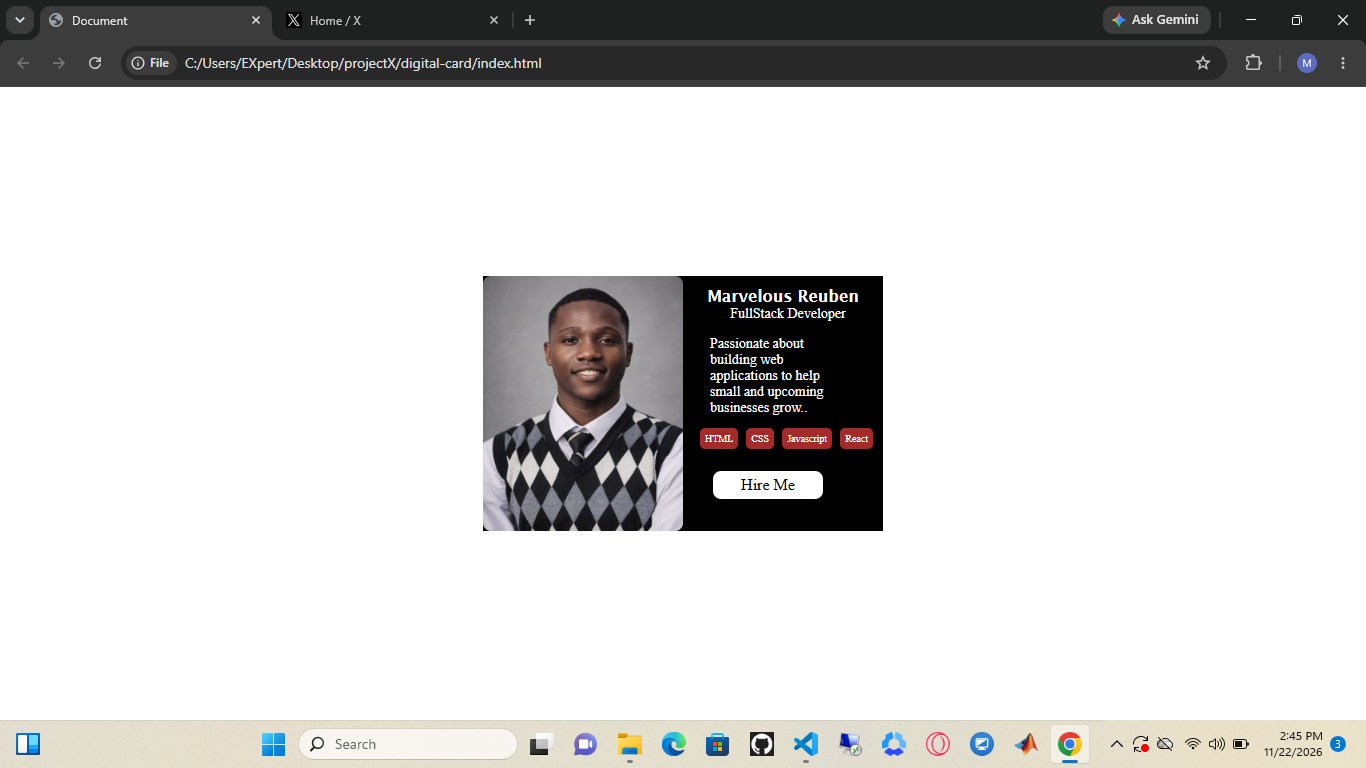 Document
Home / X
Ask Gemini
File
C:/Users/EXpert/Desktop/projectX/digital-card/index.html
M
Marvelous Reuben
FullStack Developer
Passionate about
building web
applications to help
small and upcoming
businesses grow..
HTML CSS Javascript React
Hire Me
Search
2:45 PM
11/22/2026
3